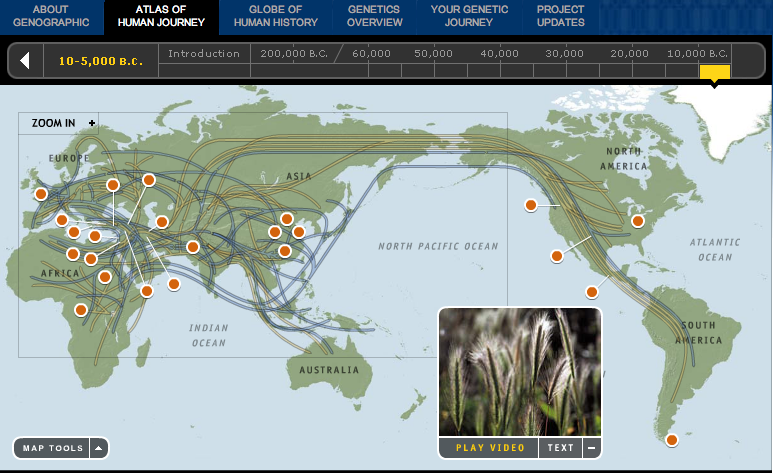 ABOUT
GENOGRAPHIC
ATLAS OF
HUMAN JOURNEY
GLOBE OF
HUMAN HISTORY
GENETICS
OVERVIEW
YOUR GENETIC
JOURNEY
PROJECT
UPDATES
10-5,000 B.C.
Introduction
200,000 B.C.
60,000
50,000
40,000
30,000
20,000
10,000 B.C.
ZOOM IN +
EUROPE
ASIA
NORTH
AMERICA
NORTH PACIFIC OCEAN
ATLANTIC
OCEAN
AFRICA
INDIAN
OCEAN
SOUTH
AMERICA
AUSTRALIA
MAP TOOLS
PLAY VIDEO
TEXT